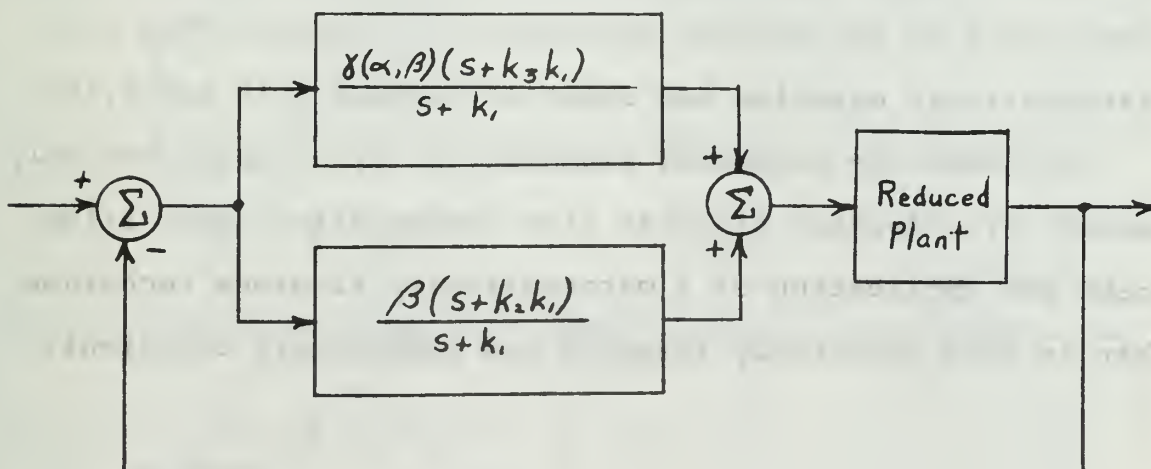 γ(α,β)(s+k₃k₁)
s+k₁
+
Σ
−
+
Σ
+
Reduced
Plant
β(s+k₂k₁)
s+k₁